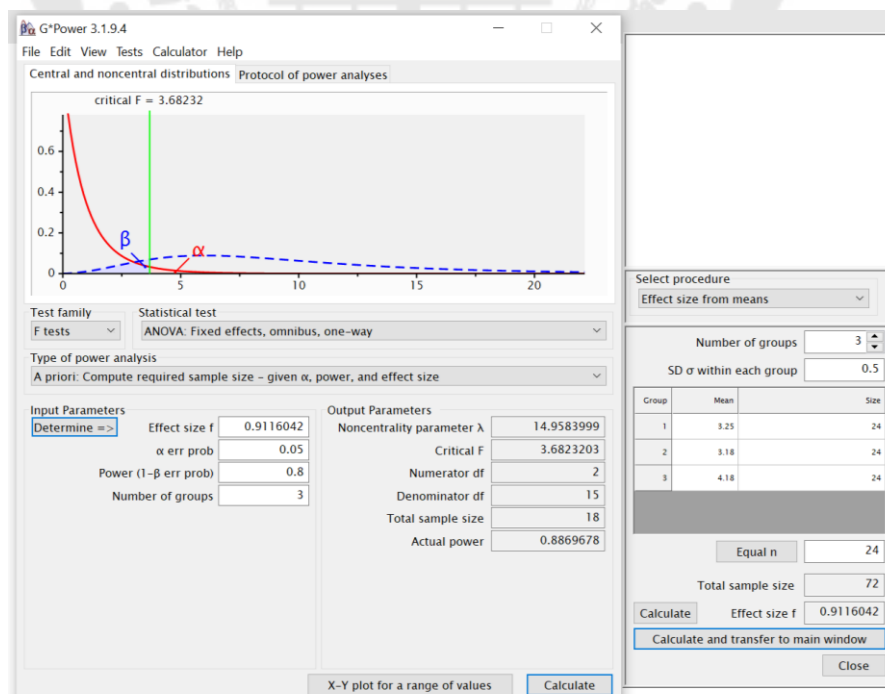 G*Power 3.1.9.4
File Edit View Tests Calculator Help
Central and noncentral distributions Protocol of power analyses
critical F = 3.68232
0.6
0.4
0.2
0
β
α
0 5 10 15 20
Test family Statistical test
F tests ANOVA: Fixed effects, omnibus, one-way
Type of power analysis
A priori: Compute required sample size – given α, power, and effect size
Input Parameters
Determine => Effect size f 0.9116042
α err prob 0.05
Power (1-β err prob) 0.8
Number of groups 3
Output Parameters
Noncentrality parameter λ 14.9583999
Critical F 3.6823203
Numerator df 2
Denominator df 15
Total sample size 18
Actual power 0.8869678
X-Y plot for a range of values Calculate
Select procedure
Effect size from means
Number of groups 3
SD σ within each group 0.5
Group Mean Size
1 3.25 24
2 3.18 24
3 4.18 24
Equal n 24
Total sample size 72
Calculate Effect size f 0.9116042
Calculate and transfer to main window
Close